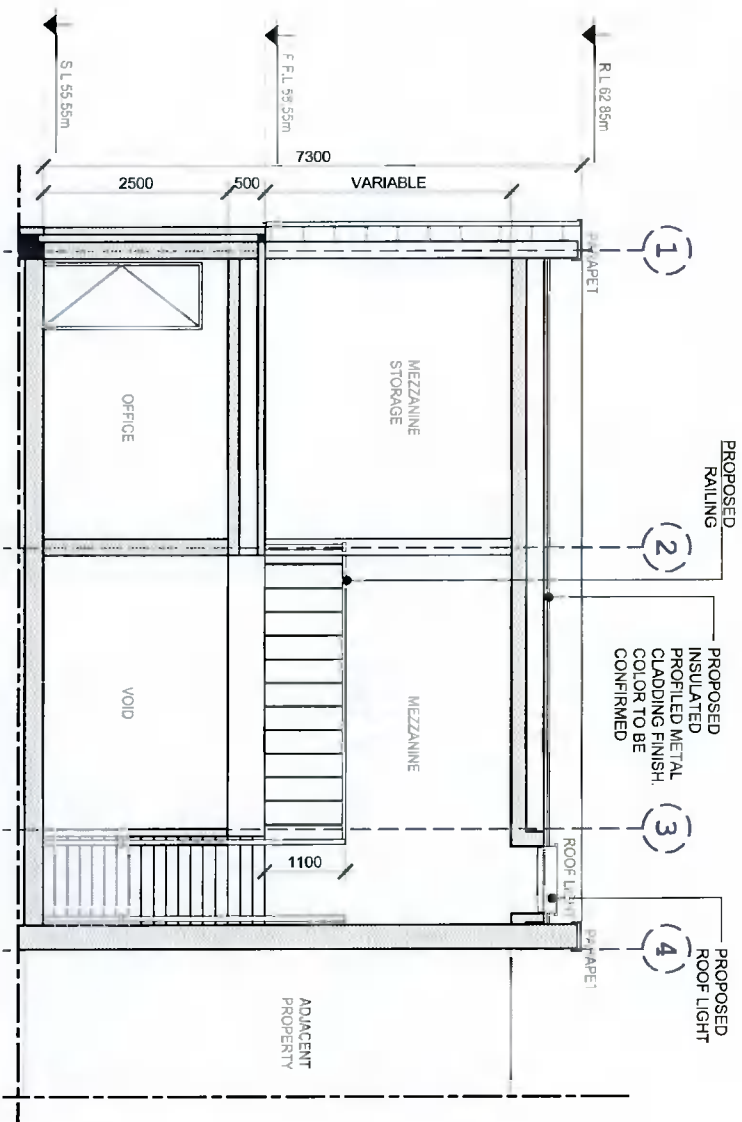 PROPOSED
RAILING
PROPOSED
INSULATED
PROFILED METAL
CLADDING FINISH.
COLOR TO BE
CONFIRMED
PROPOSED
ROOF LIGHT
1
2
3
4
R L 62 85m
PARAPET
ROOF LIGHT
PARAPET
VARIABLE
MEZZANINE
STORAGE
MEZZANINE
7300
1100
F F.L 58.55m
500
2500
OFFICE
VOID
ADJACENT
PROPERTY
S L 55 55m